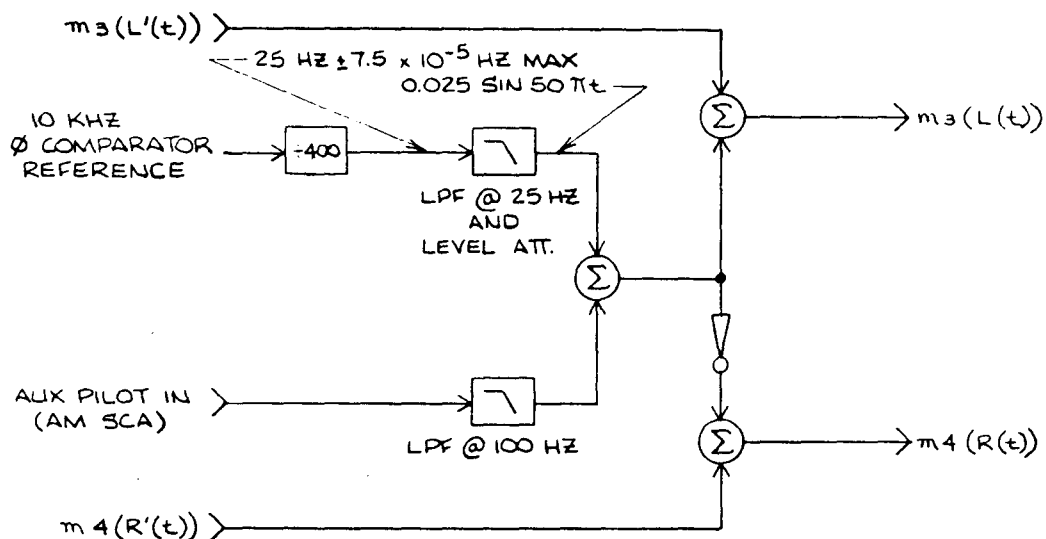 m3(L'(t))
25 HZ ±7.5 x 10⁻⁵ HZ MAX
0.025 SIN 50 πt
Σ
m3(L(t))
10 KHZ
Ø COMPARATOR
REFERENCE
÷400
LPF @ 25 HZ
AND
LEVEL ATT.
Σ
AUX PILOT IN
(AM SCA)
LPF @ 100 HZ
Σ
m4(R(t))
m4(R'(t))